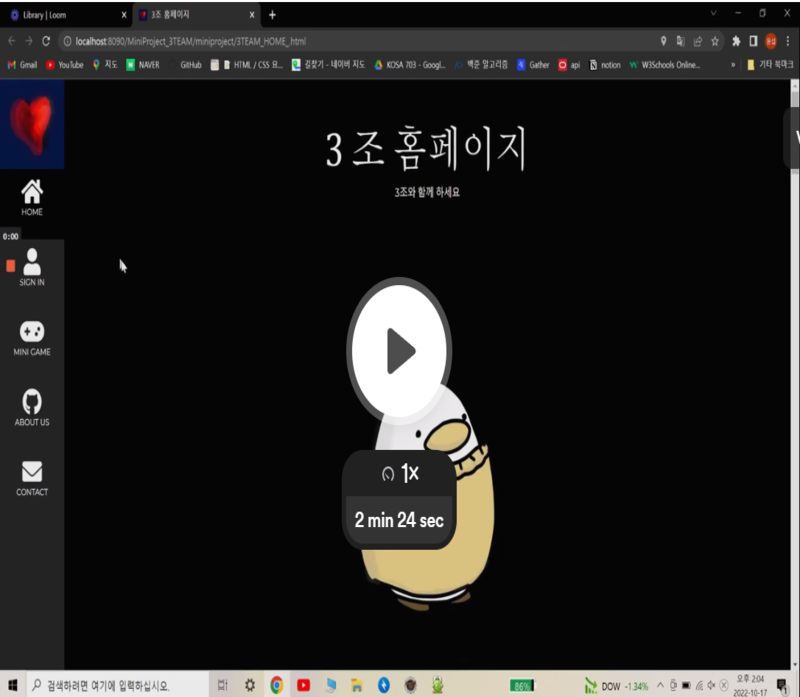 Library | Loom
3조 홈페이지
localhost:8090/MiniProject_3TEAM/miniproject/3TEAM_HOME_.html
Gmail YouTube 지도 NAVER GitHub HTML / CSS 요... 길찾기 - 네이버 지도 KOSA 703 - Googl... 백준 알고리즘 Gather api notion W3Schools Online... » 기타 북마크
3조 홈페이지
3조와 함께 하세요
HOME
0:00
SIGN IN
MINI GAME
ABOUT US
CONTACT
1×
2 min 24 sec
검색하려면 여기에 입력하십시오.
86%
DOW -1.34%
오후 2:04
2022-10-17